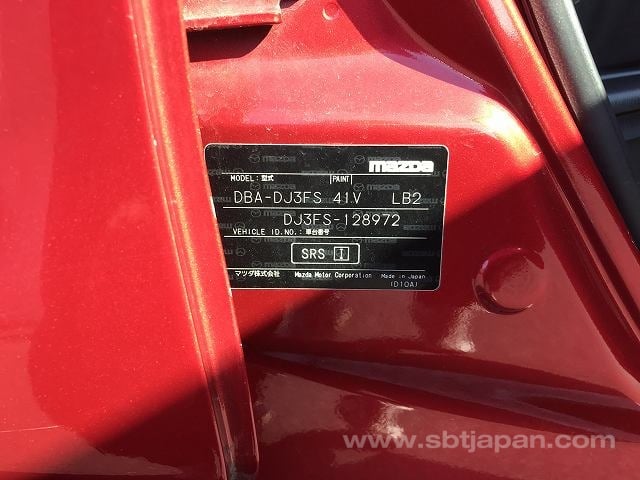 mazda
MODEL: 型式 PAINT
DBA-DJ3FS 41V LB2
DJ3FS-128972
VEHICLE ID.NO.: 車台番号
SRS I
マツダ株式会社 Mazda Motor Corporation Made in Japan
(D10A)
www.sbtjapan.com